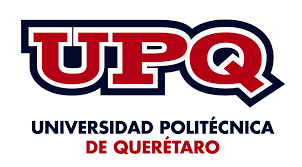 UPQ
UNIVERSIDAD POLITÉCNICA
DE QUERÉTARO